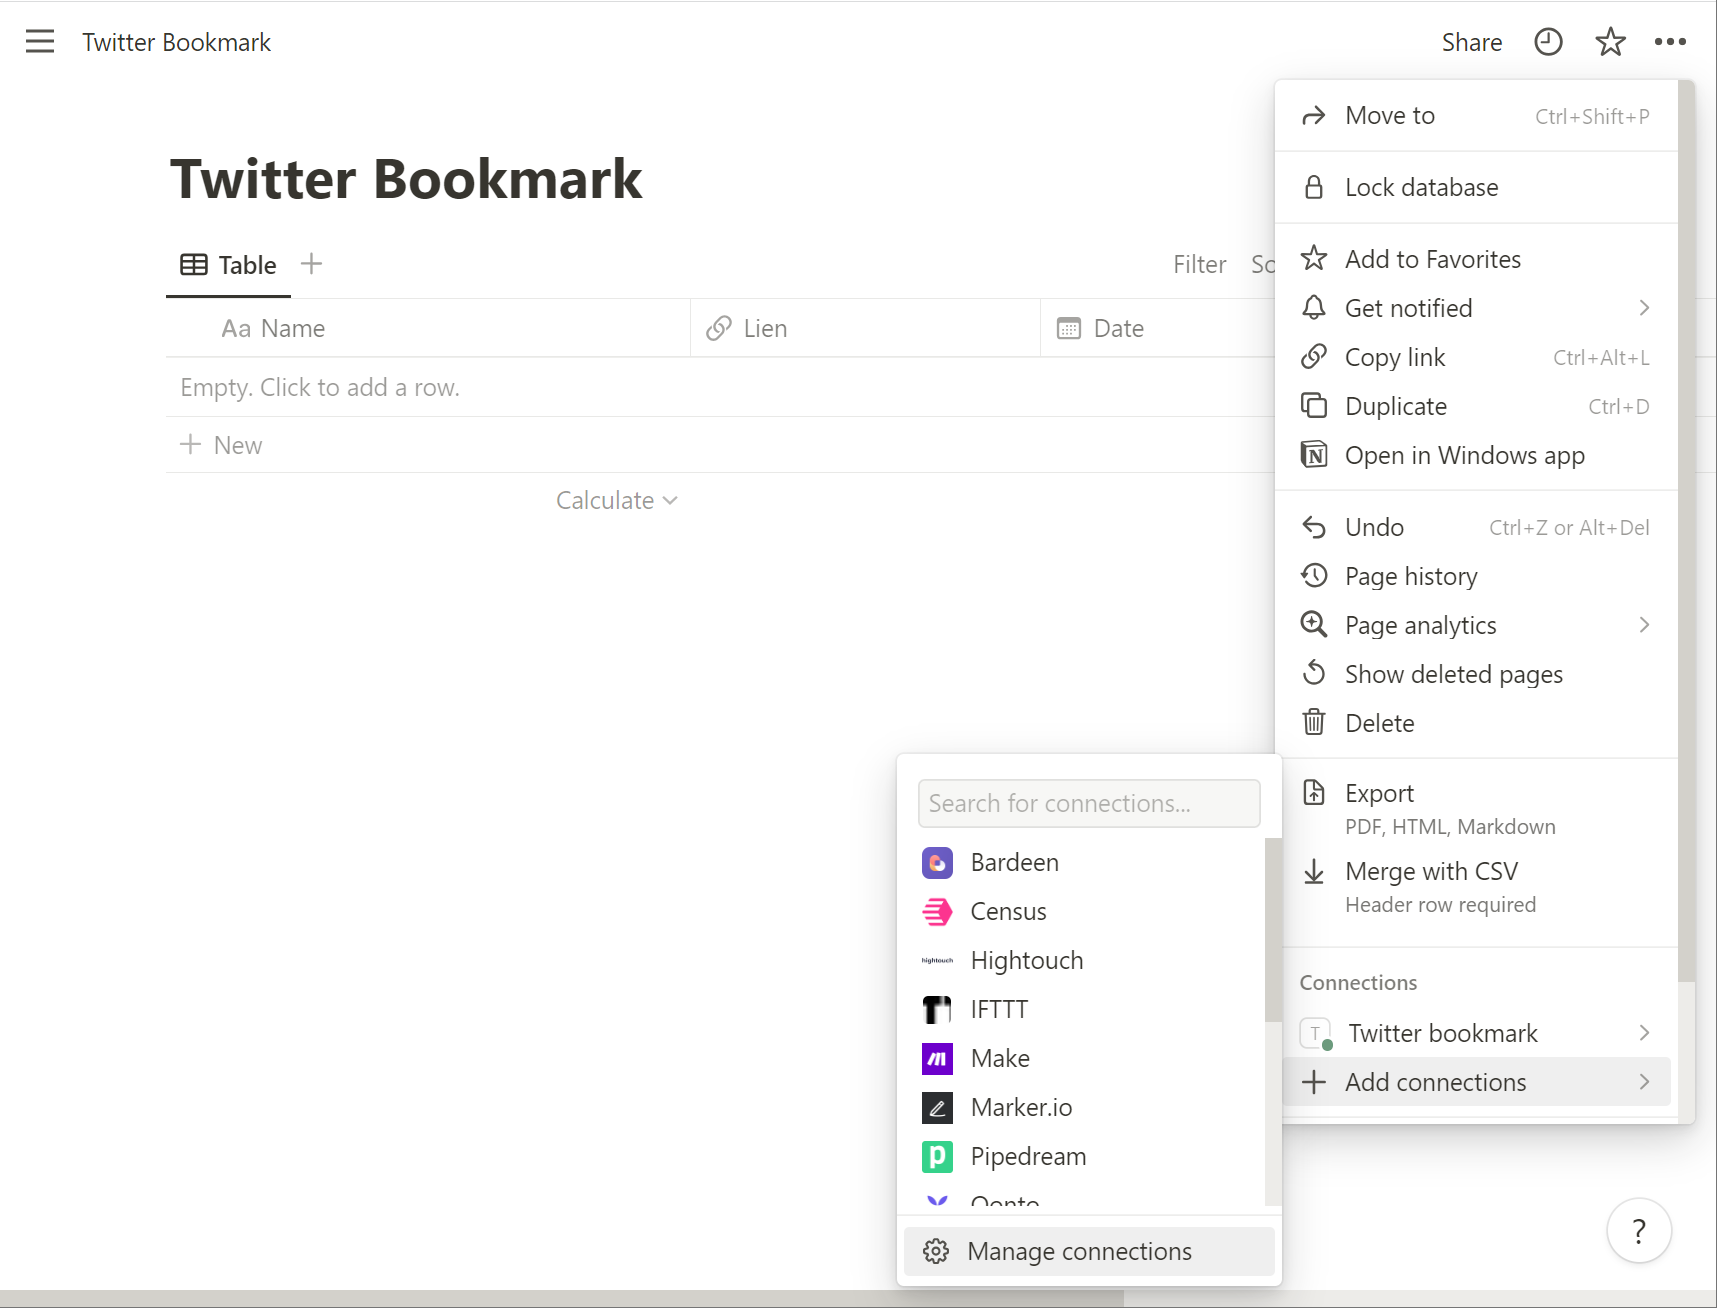 Twitter Bookmark
Share
Twitter Bookmark
Table
Filter
Aa Name
Lien
Date
Empty. Click to add a row.
New
Calculate
Move to Ctrl+Shift+P
Lock database
Add to Favorites
Get notified
Copy link Ctrl+Alt+L
Duplicate Ctrl+D
Open in Windows app
Undo Ctrl+Z or Alt+Del
Page history
Page analytics
Show deleted pages
Delete
Export
PDF, HTML, Markdown
Merge with CSV
Header row required
Connections
T Twitter bookmark
Add connections
Search for connections...
Bardeen
Census
hightouch Hightouch
IFTTT
Make
Marker.io
Pipedream
Qonto
Manage connections
?